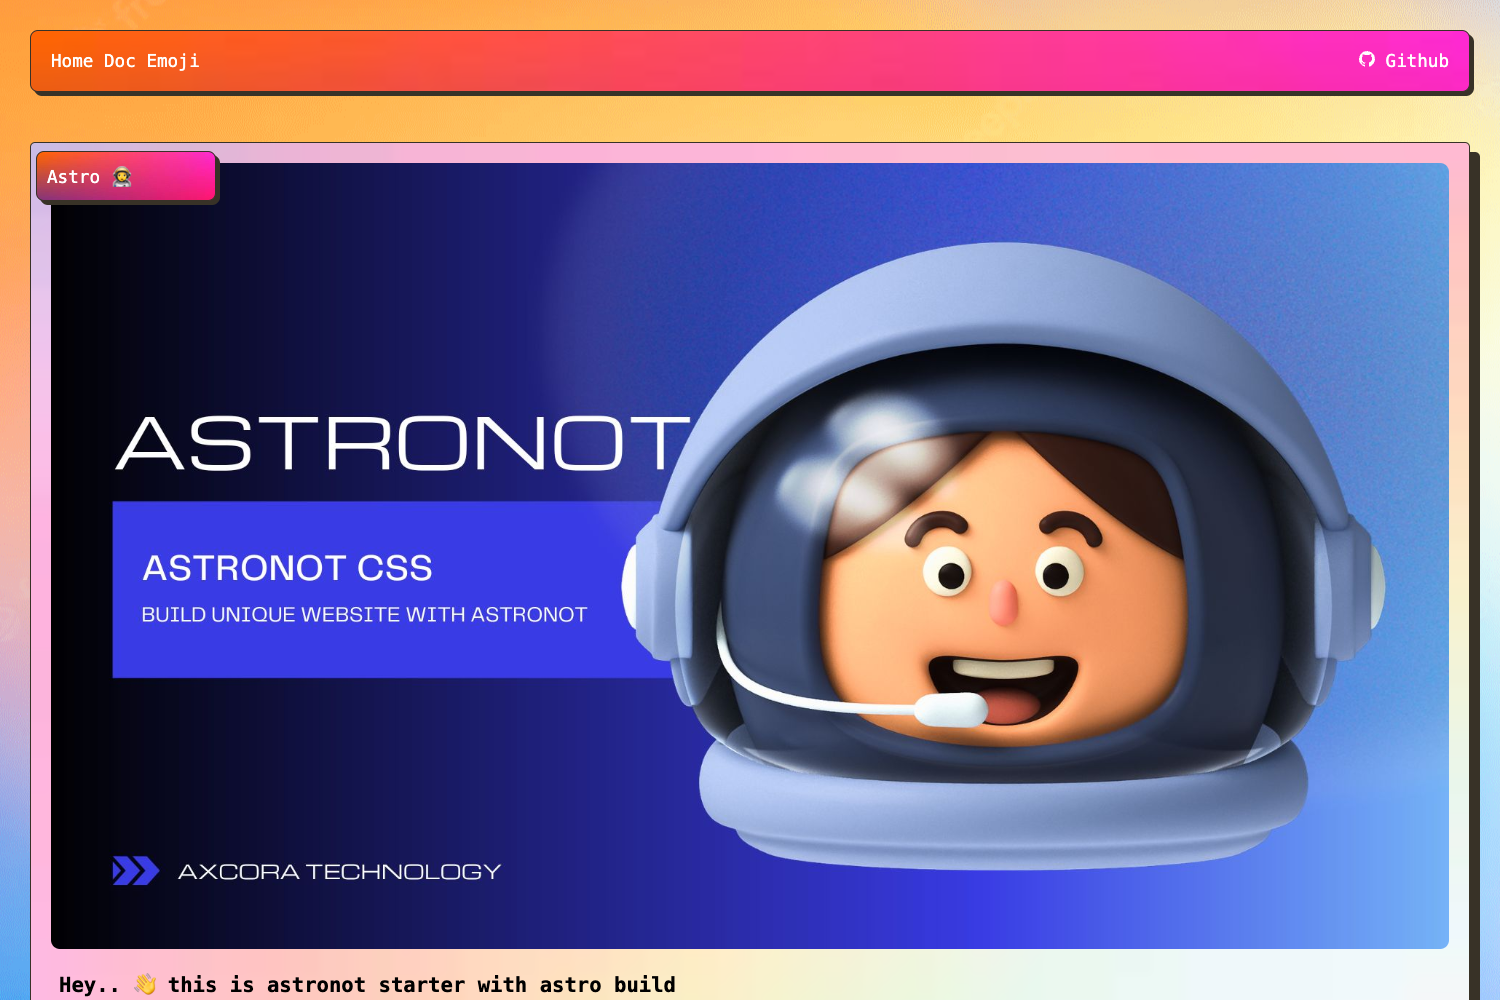 Home Doc Emoji
Github
Astro 👩‍🚀
ASTRONOT
ASTRONOT CSS
BUILD UNIQUE WEBSITE WITH ASTRONOT
AXCORA TECHNOLOGY
Hey.. 👋 this is astronot starter with astro build